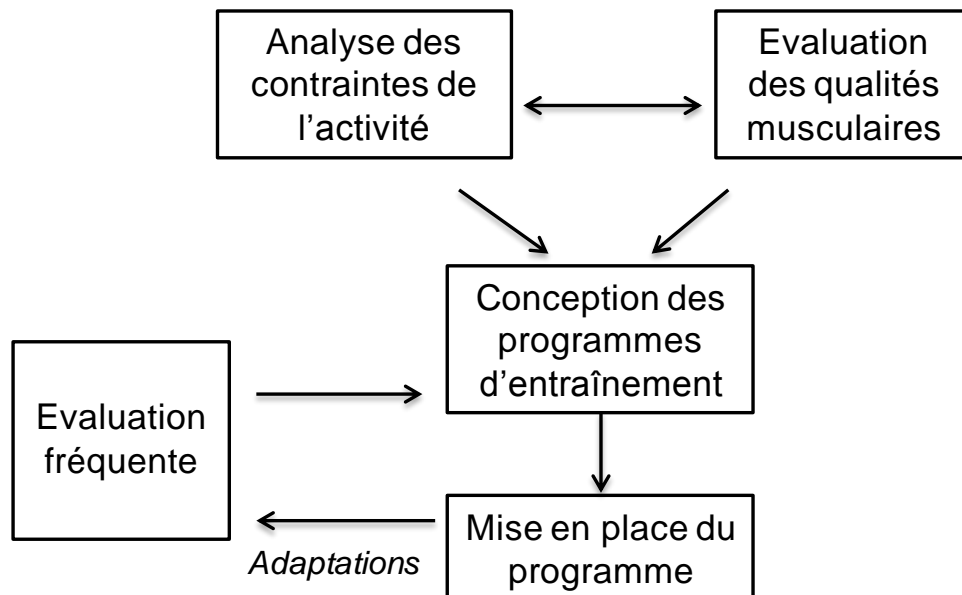 Analyse des
contraintes de
l’activité
Evaluation
des qualités
musculaires
Conception des
programmes
d’entraînement
Evaluation
fréquente
Adaptations
Mise en place du
programme